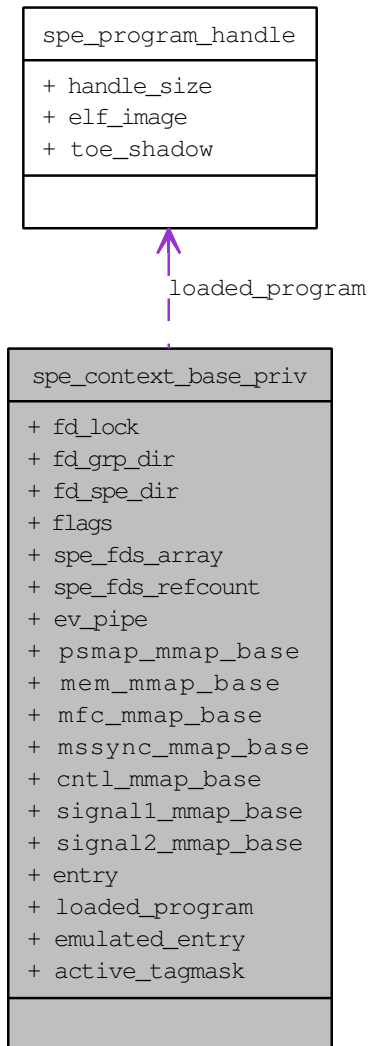 spe_program_handle
+ handle_size
+ elf_image
+ toe_shadow
loaded_program
spe_context_base_priv
+ fd_lock
+ fd_grp_dir
+ fd_spe_dir
+ flags
+ spe_fds_array
+ spe_fds_refcount
+ ev_pipe
+ psmap_mmap_base
+ mem_mmap_base
+ mfc_mmap_base
+ mssync_mmap_base
+ cntl_mmap_base
+ signal1_mmap_base
+ signal2_mmap_base
+ entry
+ loaded_program
+ emulated_entry
+ active_tagmask